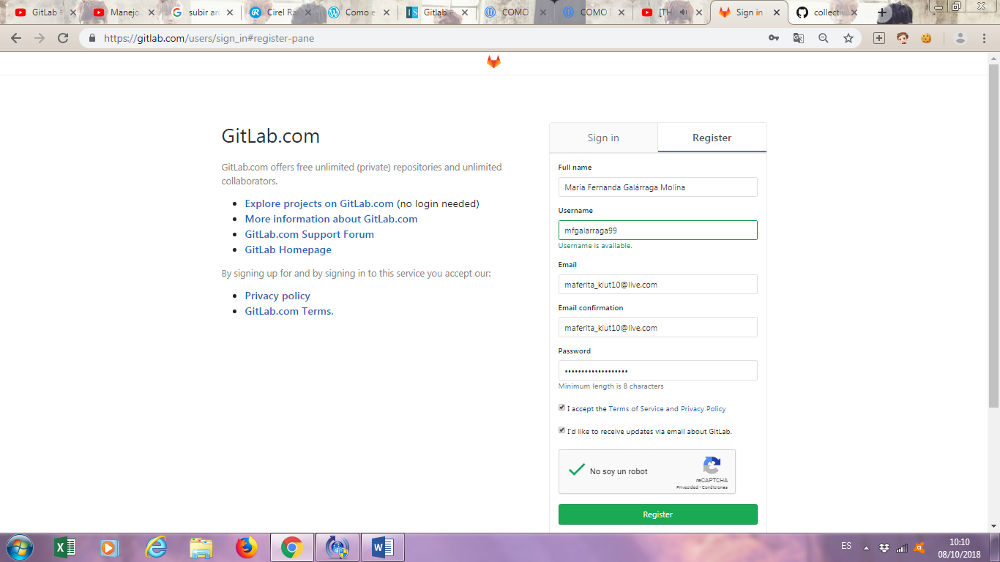 GitLab
Manejo
subir ar
Cirel Ra
Como e
Gitlab
COMO
COMO
[TH
Sign in
collecti
https://gitlab.com/users/sign_in#register-pane
GitLab.com
GitLab.com offers free unlimited (private) repositories and unlimited
collaborators.
Explore projects on GitLab.com (no login needed)
More information about GitLab.com
GitLab.com Support Forum
GitLab Homepage
By signing up for and by signing in to this service you accept our:
Privacy policy
GitLab.com Terms.
Sign in
Register
Full name
Maria Fernanda Galárraga Molina
Username
mfgalarraga99
Username is available.
Email
maferita_kiut10@live.com
Email confirmation
maferita_kiut10@live.com
Password
Minimum length is 8 characters
I accept the Terms of Service and Privacy Policy
I'd like to receive updates via email about GitLab.
No soy un robot
reCAPTCHA
Privacidad - Condiciones
Register
ES
10:10
08/10/2018